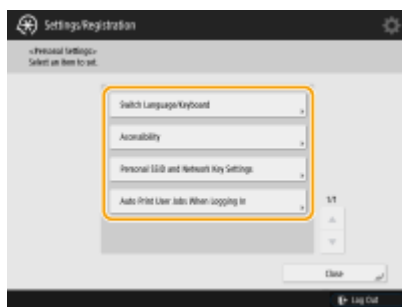 Settings/Registration
<Personal Settings>
Select an item to set.
Switch Language/Keyboard
Accessibility
Personal SSID and Network Key Settings
Auto Print User Jobs When Logging In
1/1
Close
Log Out